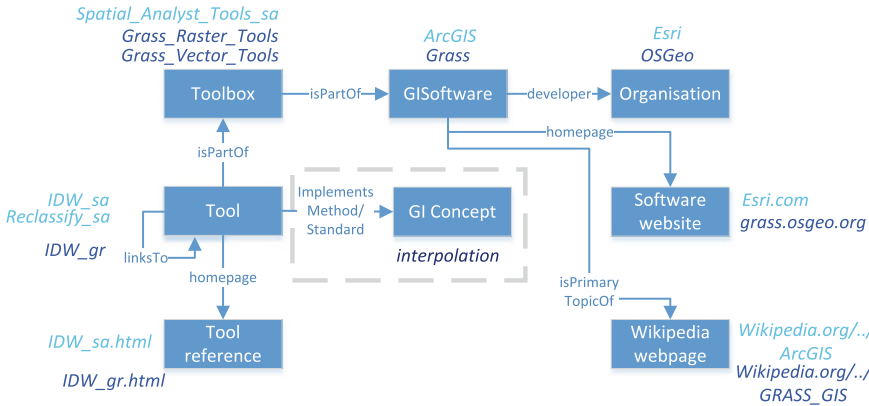 Spatial_Analyst_Tools_sa
Grass_Raster_Tools
Grass_Vector_Tools
ArcGIS
Grass
Esri
OSGeo
Toolbox
isPartOf
GISoftware
developer
Organisation
homepage
isPartOf
IDW_sa
Reclassify_sa
IDW_gr
linksTo
Tool
Implements
Method/
Standard
GI Concept
interpolation
Software
website
Esri.com
grass.osgeo.org
homepage
isPrimary
TopicOf
IDW_sa.html
IDW_gr.html
Tool
reference
Wikipedia
webpage
Wikipedia.org/../
ArcGIS
Wikipedia.org/../
GRASS_GIS